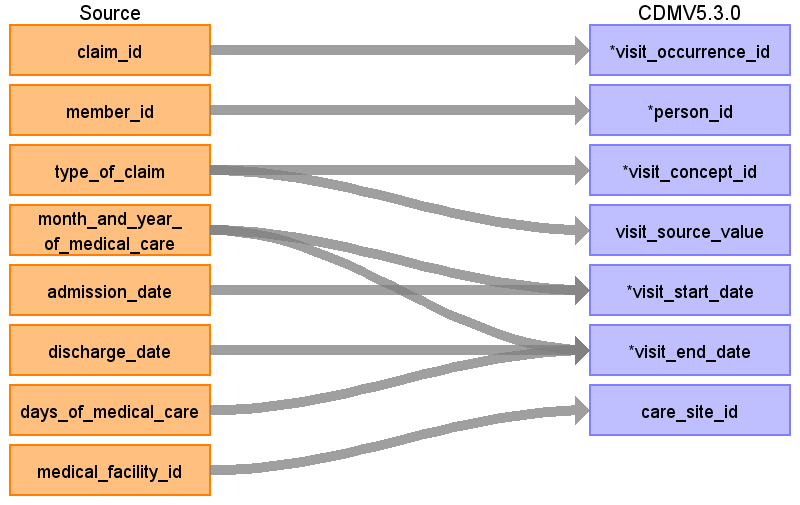 Source
CDMV5.3.0
claim_id
*visit_occurrence_id
member_id
*person_id
type_of_claim
*visit_concept_id
month_and_year_
of_medical_care
visit_source_value
admission_date
*visit_start_date
discharge_date
*visit_end_date
days_of_medical_care
care_site_id
medical_facility_id